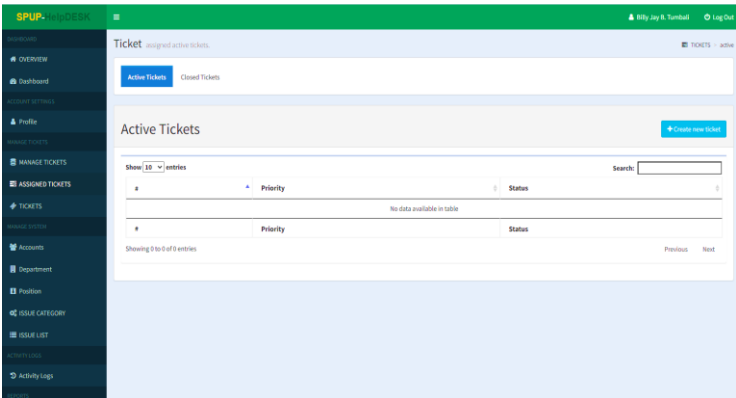 SPUP-HelpDESK
Billy Jay B. Tumbali
Log Out
DASHBOARD
OVERVIEW
Dashboard
ACCOUNT SETTINGS
Profile
MANAGE TICKETS
MANAGE TICKETS
ASSIGNED TICKETS
TICKETS
MANAGE SYSTEM
Accounts
Department
Position
ISSUE CATEGORY
ISSUE LIST
ACTIVITY LOGS
Activity Logs
REPORTS
Ticket assigned active tickets.
TICKETS > active
Active Tickets Closed Tickets
Active Tickets
+Create new ticket
Show 10 entries
Search:
# Priority Status
No data available in table
# Priority Status
Showing 0 to 0 of 0 entries
Previous Next